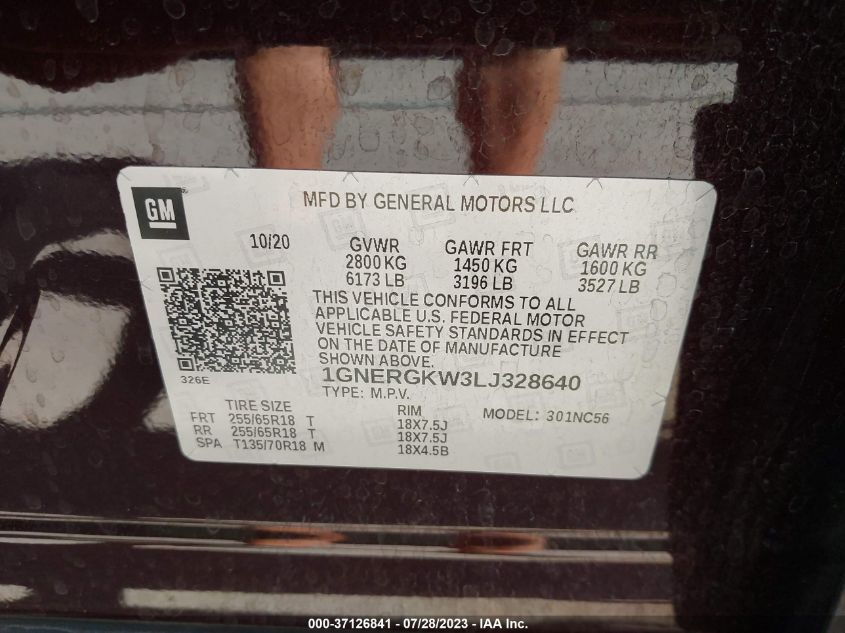 GM
MFD BY GENERAL MOTORS LLC
10/20 GVWR GAWR FRT GAWR RR
2800 KG 1450 KG 1600 KG
6173 LB 3196 LB 3527 LB
THIS VEHICLE CONFORMS TO ALL
APPLICABLE U.S. FEDERAL MOTOR
VEHICLE SAFETY STANDARDS IN EFFECT
ON THE DATE OF MANUFACTURE
SHOWN ABOVE.
326E
1GNERGKW3LJ328640
TYPE: M.P.V.
TIRE SIZE RIM MODEL: 301NC56
FRT 255/65R18 T 18X7.5J
RR 255/65R18 T 18X7.5J
SPA T135/70R18 M 18X4.5B
000-37126841 - 07/28/2023 - IAA Inc.